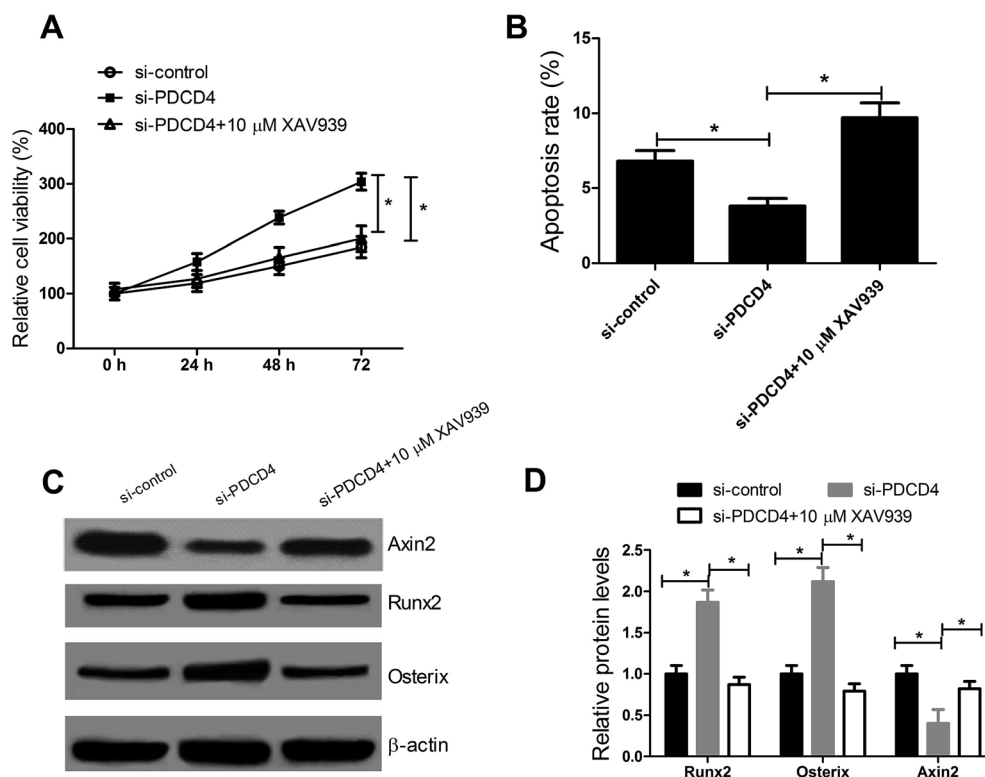 A
si-control
si-PDCD4
si-PDCD4+10 μM XAV939
Relative cell viability (%)
400
300
200
100
0
0 h
24 h
48 h
72
*
*
B
Apoptosis rate (%)
15
10
5
0
*
*
si-control
si-PDCD4
si-PDCD4+10 μM XAV939
C
si-control
si-PDCD4
si-PDCD4+10 μM XAV939
Axin2
Runx2
Osterix
β-actin
D
si-control
si-PDCD4
si-PDCD4+10 μM XAV939
Relative protein levels
2.5
2.0
1.5
1.0
0.5
0.0
* *
* *
* *
Runx2
Osterix
Axin2